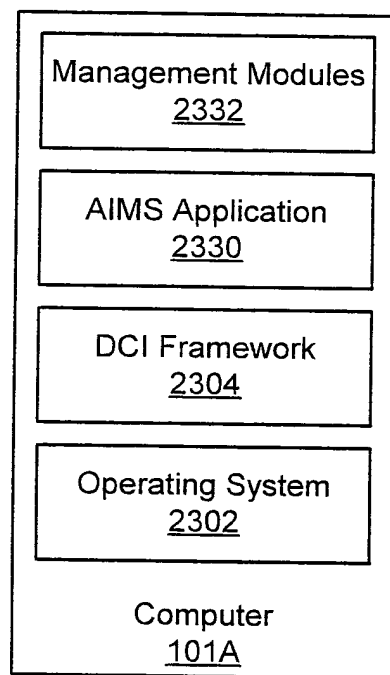 Management Modules
2332
AIMS Application
2330
DCI Framework
2304
Operating System
2302
Computer
101A